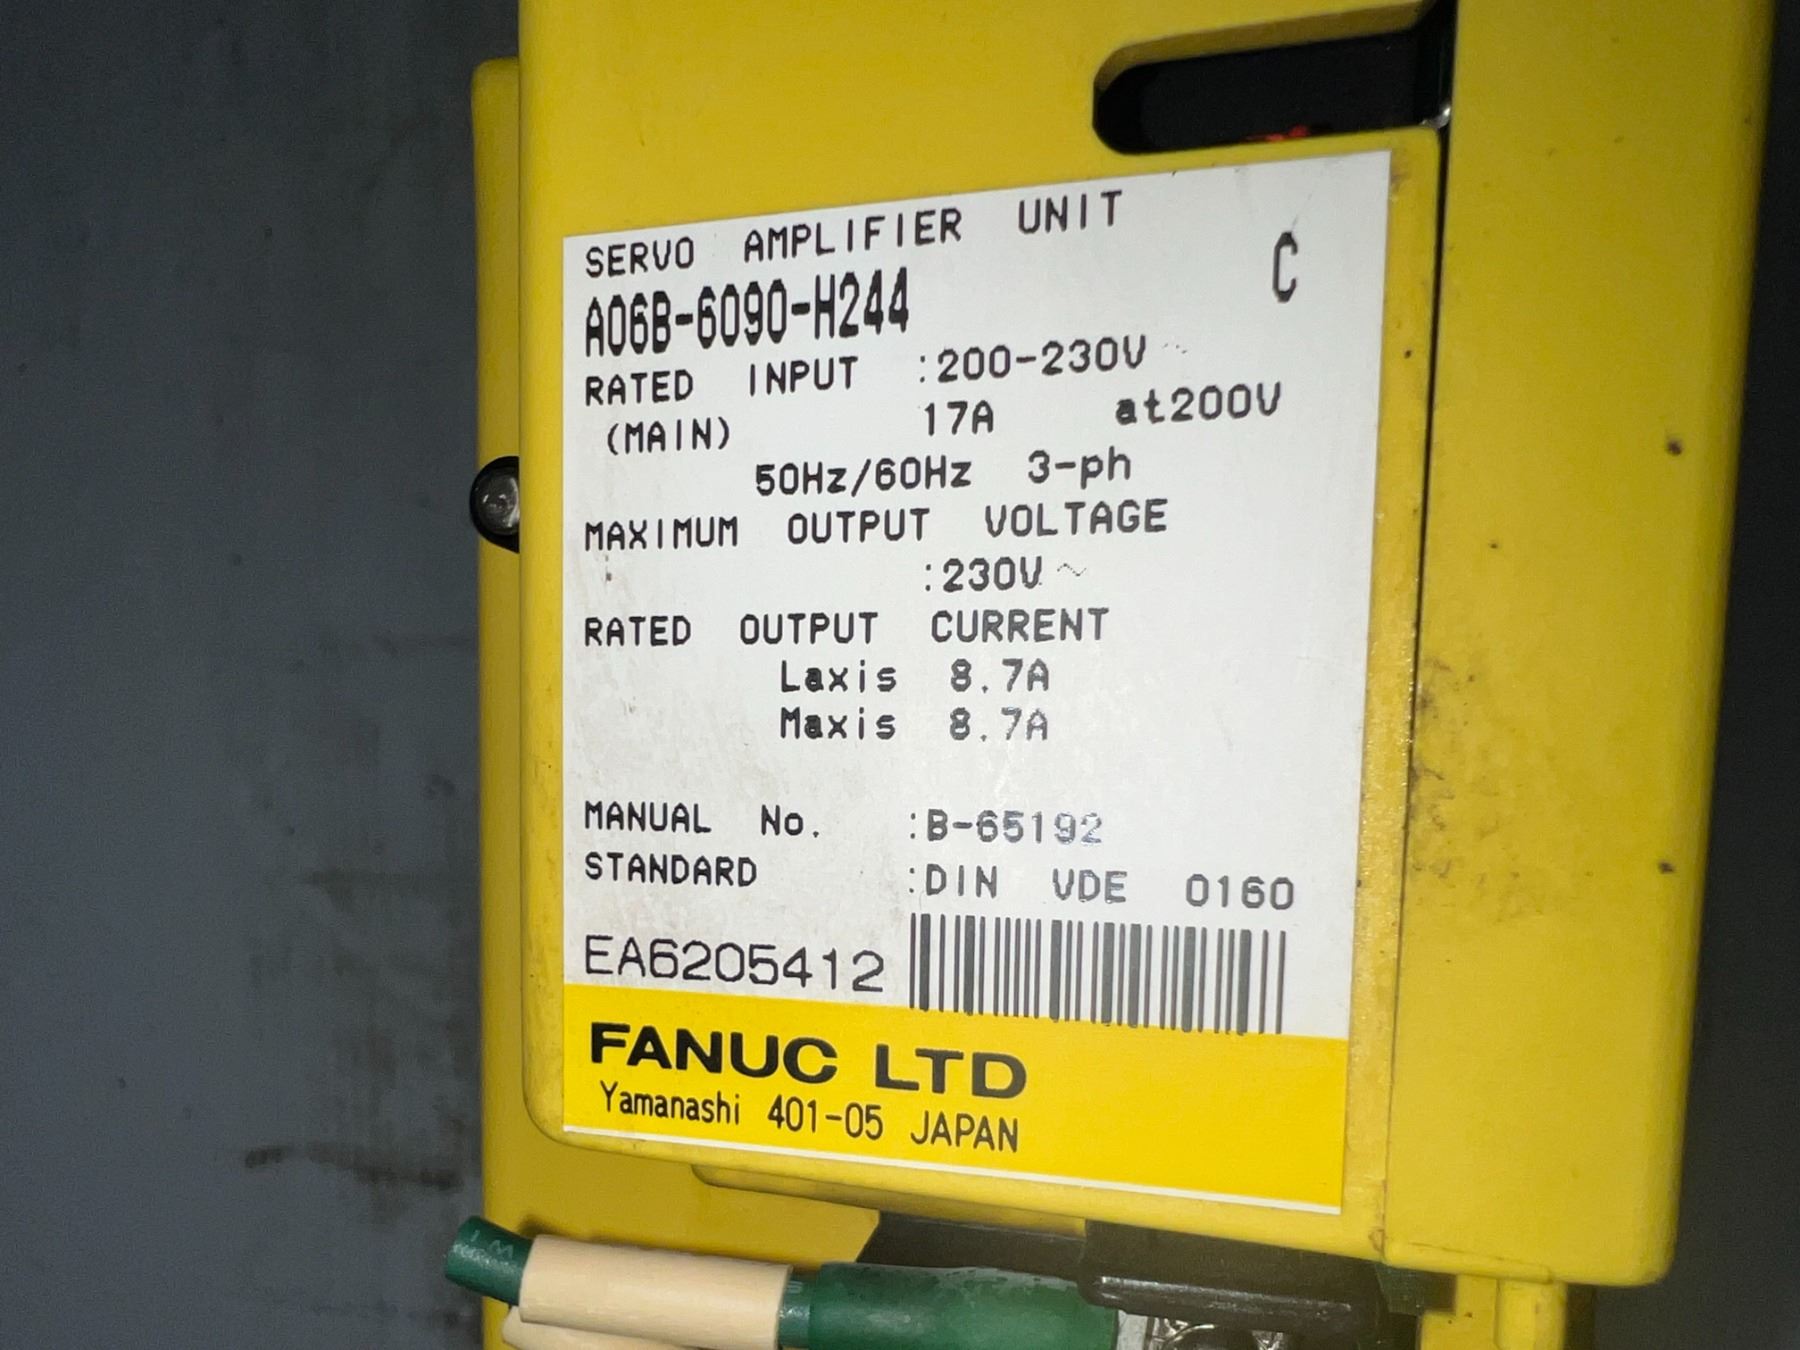 SERVO AMPLIFIER UNIT
A06B-6090-H244 C
RATED INPUT :200-230V~
(MAIN) 17A at200V
50Hz/60Hz 3-ph
MAXIMUM OUTPUT VOLTAGE
:230V~
RATED OUTPUT CURRENT
Laxis 8.7A
Maxis 8.7A
MANUAL No. :B-65192
STANDARD :DIN VDE 0160
EA6205412
FANUC LTD
Yamanashi 401-05 JAPAN